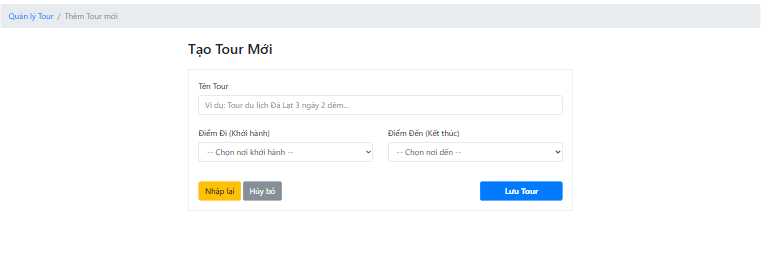 Quản lý Tour / Thêm Tour mới
Tạo Tour Mới
Tên Tour
Ví dụ: Tour du lịch Đà Lạt 3 ngày 2 đêm...
Điểm Đi (Khởi hành) Điểm Đến (Kết thúc)
-- Chọn nơi khởi hành -- -- Chọn nơi đến --
Nhập lại Hủy bỏ Lưu Tour